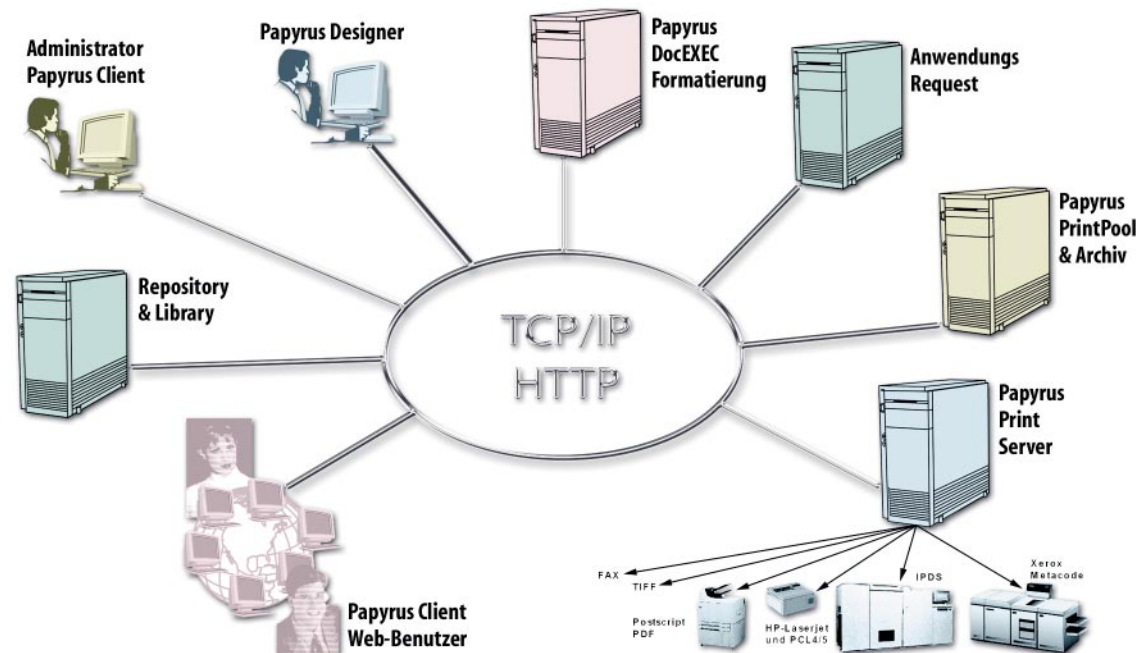 Administrator
Papyrus Client
Papyrus Designer
Papyrus
DocEXEC
Formatierung
Anwendungs
Request
Papyrus
PrintPool
& Archiv
Repository
& Library
TCP/IP
HTTP
Papyrus
Print
Server
Papyrus Client
Web-Benutzer
FAX
TIFF
Postscript
PDF
HP-Laserjet
und PCL4/5
IPDS
Xerox
Metacode